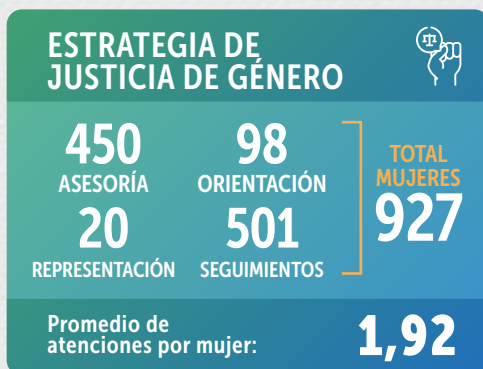 ESTRATEGIA DE
JUSTICIA DE GÉNERO
450
ASESORÍA
98
ORIENTACIÓN
20
REPRESENTACIÓN
501
SEGUIMIENTOS
TOTAL
MUJERES
927
Promedio de
atenciones por mujer:
1,92